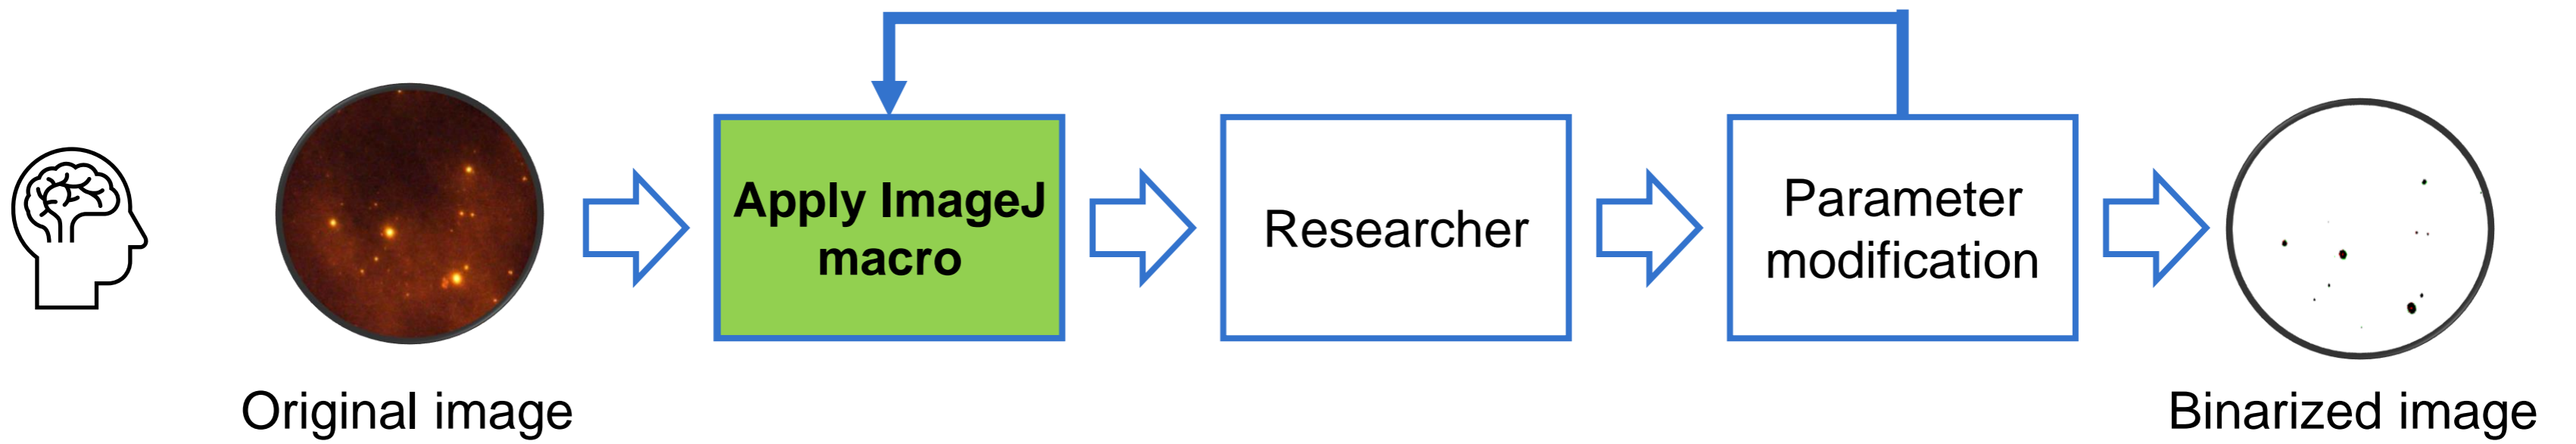 Apply ImageJ
macro
Researcher
Parameter
modification
Original image
Binarized image